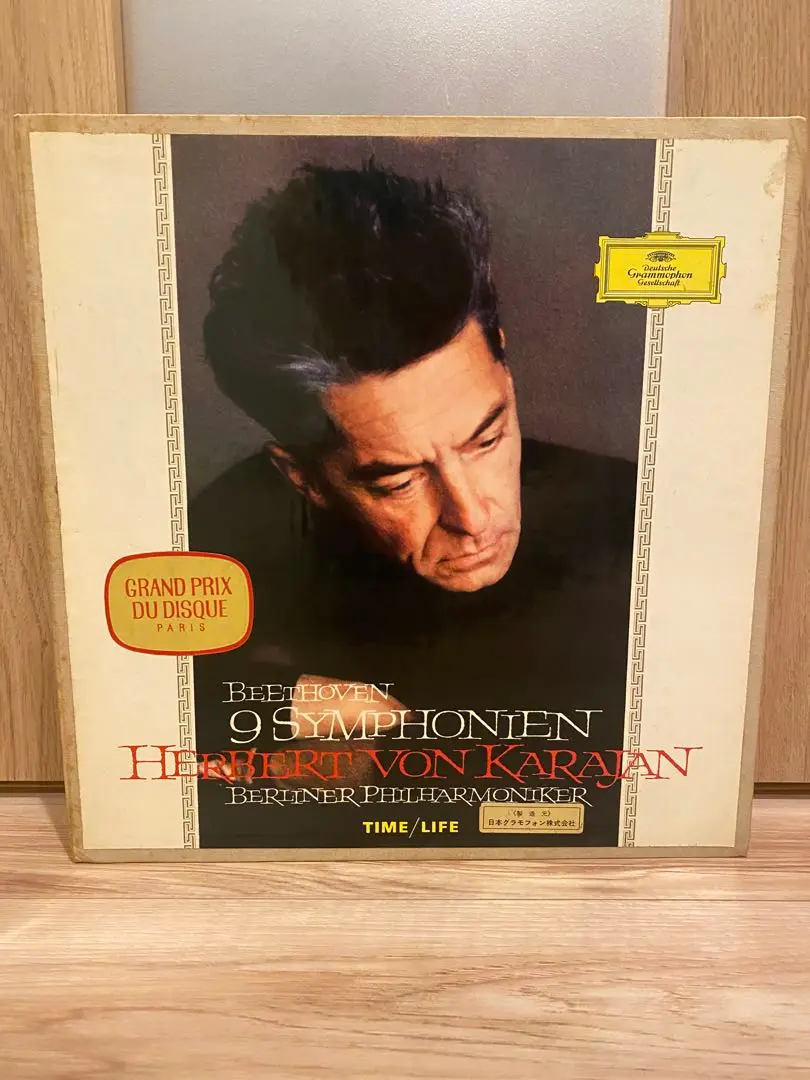 Deutsche
Grammophon
Gesellschaft
GRAND PRIX
DU DISQUE
PARIS
BEETHOVEN
9 SYMPHONIEN
HERBERT VON KARAJAN
BERLINER PHILHARMONIKER
TIME/LIFE
〈製造元〉
日本グラモフォン株式会社